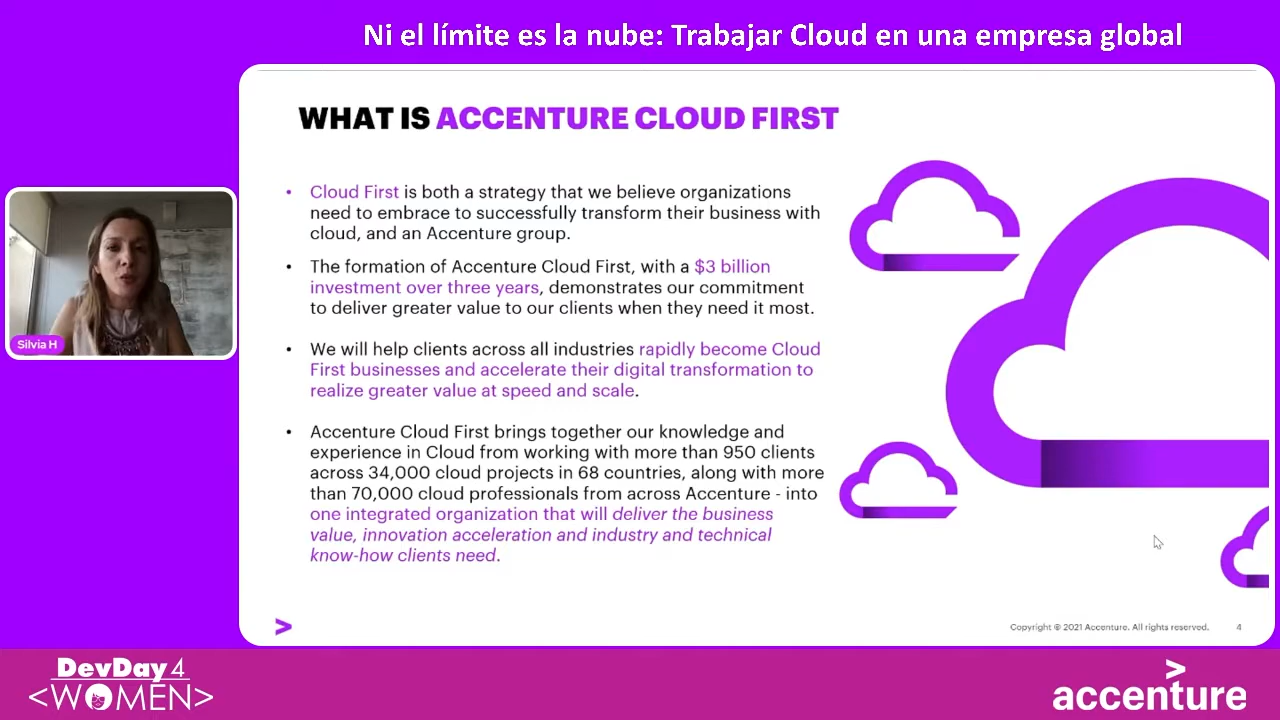 Ni el límite es la nube: Trabajar Cloud en una empresa global
WHAT IS ACCENTURE CLOUD FIRST
• Cloud First is both a strategy that we believe organizations
need to embrace to successfully transform their business with
cloud, and an Accenture group.
• The formation of Accenture Cloud First, with a $3 billion
investment over three years, demonstrates our commitment
to deliver greater value to our clients when they need it most.
• We will help clients across all industries rapidly become Cloud
First businesses and accelerate their digital transformation to
realize greater value at speed and scale.
• Accenture Cloud First brings together our knowledge and
experience in Cloud from working with more than 950 clients
across 34,000 cloud projects in 68 countries, along with more
than 70,000 cloud professionals from across Accenture - into
one integrated organization that will deliver the business
value, innovation acceleration and industry and technical
know-how clients need.
Silvia H
>
Copyright © 2021 Accenture. All rights reserved. 4
DevDay4
<WOMEN>
>
accenture